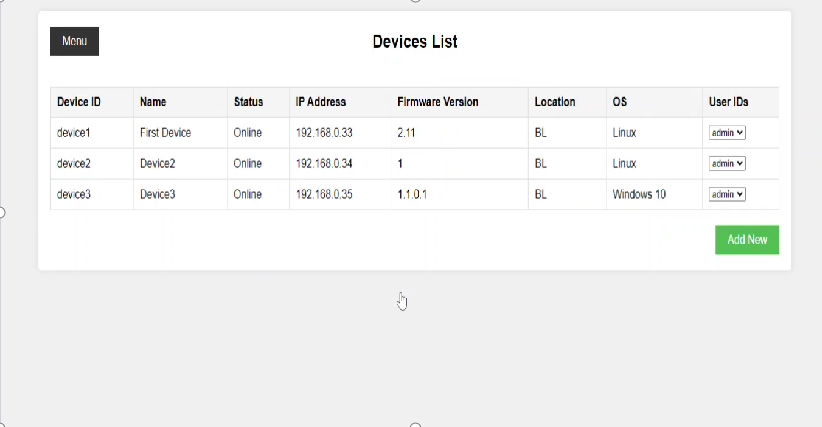 Menu
Devices List
Device ID Name Status IP Address Firmware Version Location OS User IDs
device1 First Device Online 192.168.0.33 2.11 BL Linux admin
device2 Device2 Online 192.168.0.34 1 BL Linux admin
device3 Device3 Online 192.168.0.35 1.1.0.1 BL Windows 10 admin
Add New